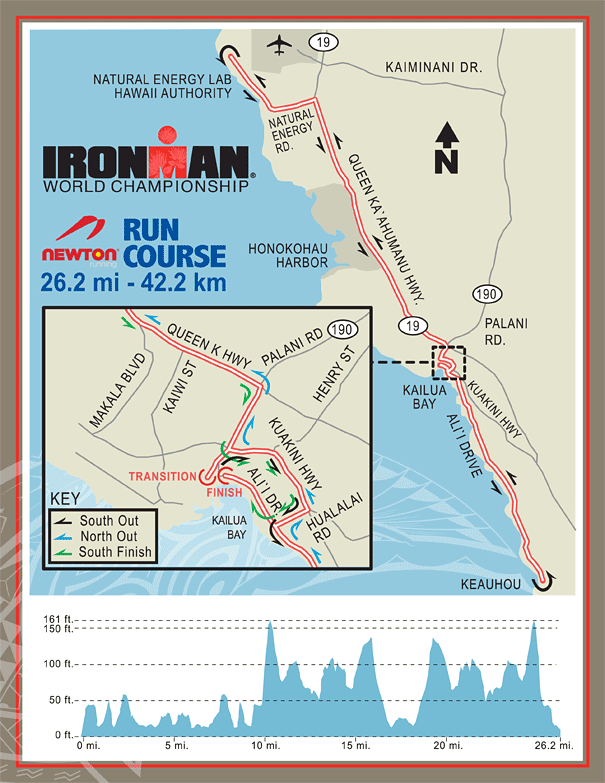 19
KAIMINANI DR.
NATURAL ENERGY LAB
HAWAII AUTHORITY
NATURAL
ENERGY
RD.
IRONMAN®
WORLD CHAMPIONSHIP
QUEEN KA'AHUMANU HWY.
N
NEWTON
running
RUN
COURSE
26.2 mi - 42.2 km
HONOKOHAU
HARBOR
190
19
PALANI
RD.
KAILUA
BAY
KUAKINI HWY
ALI'I DRIVE
KEAUHOU
QUEEN K HWY
PALANI RD
190
MAKALA BLVD
KAIWI ST
HENRY ST
KUAKINI HWY
TRANSITION
FINISH
ALI'I DR.
HUALALAI
RD
KAILUA
BAY
KEY
South Out
North Out
South Finish
161 ft.
150 ft.
100 ft.
50 ft.
0 ft.
0 mi.
5 mi.
10 mi.
15 mi.
20 mi.
26.2 mi.